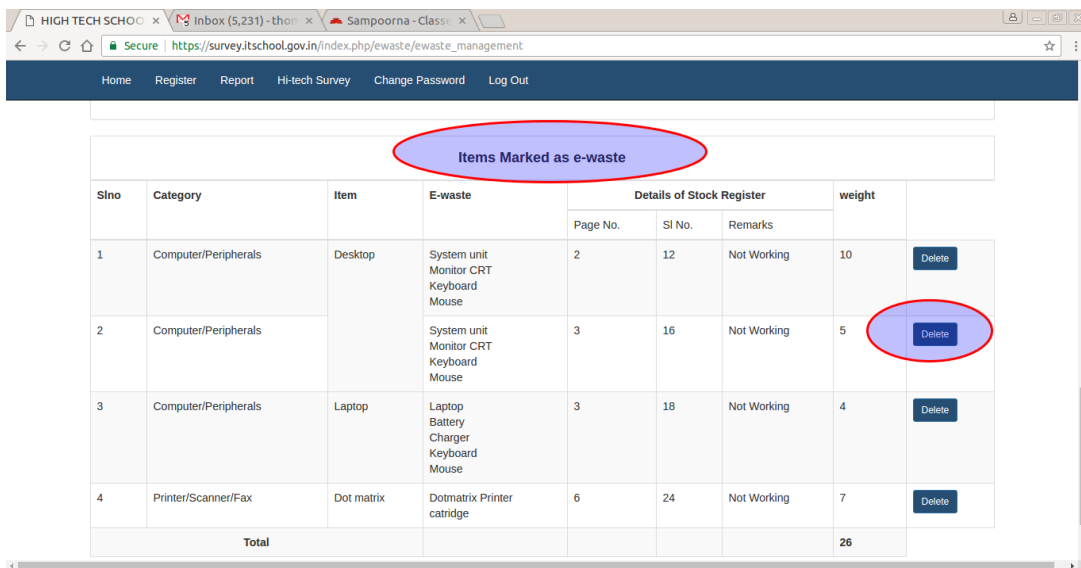 HIGH TECH SCHOO
Inbox (5,231) - thom
Sampoorna - Classe
Secure | https://survey.itschool.gov.in/index.php/ewaste/ewaste_management
Home Register Report Hi-tech Survey Change Password Log Out
Items Marked as e-waste
Slno Category Item E-waste Details of Stock Register weight
Page No. Sl No. Remarks
1 Computer/Peripherals Desktop System unit 2 12 Not Working 10 Delete
Monitor CRT
Keyboard
Mouse
2 Computer/Peripherals System unit 3 16 Not Working 5 Delete
Monitor CRT
Keyboard
Mouse
3 Computer/Peripherals Laptop Laptop 3 18 Not Working 4 Delete
Battery
Charger
Keyboard
Mouse
4 Printer/Scanner/Fax Dot matrix Dotmatrix Printer 6 24 Not Working 7 Delete
catridge
Total 26